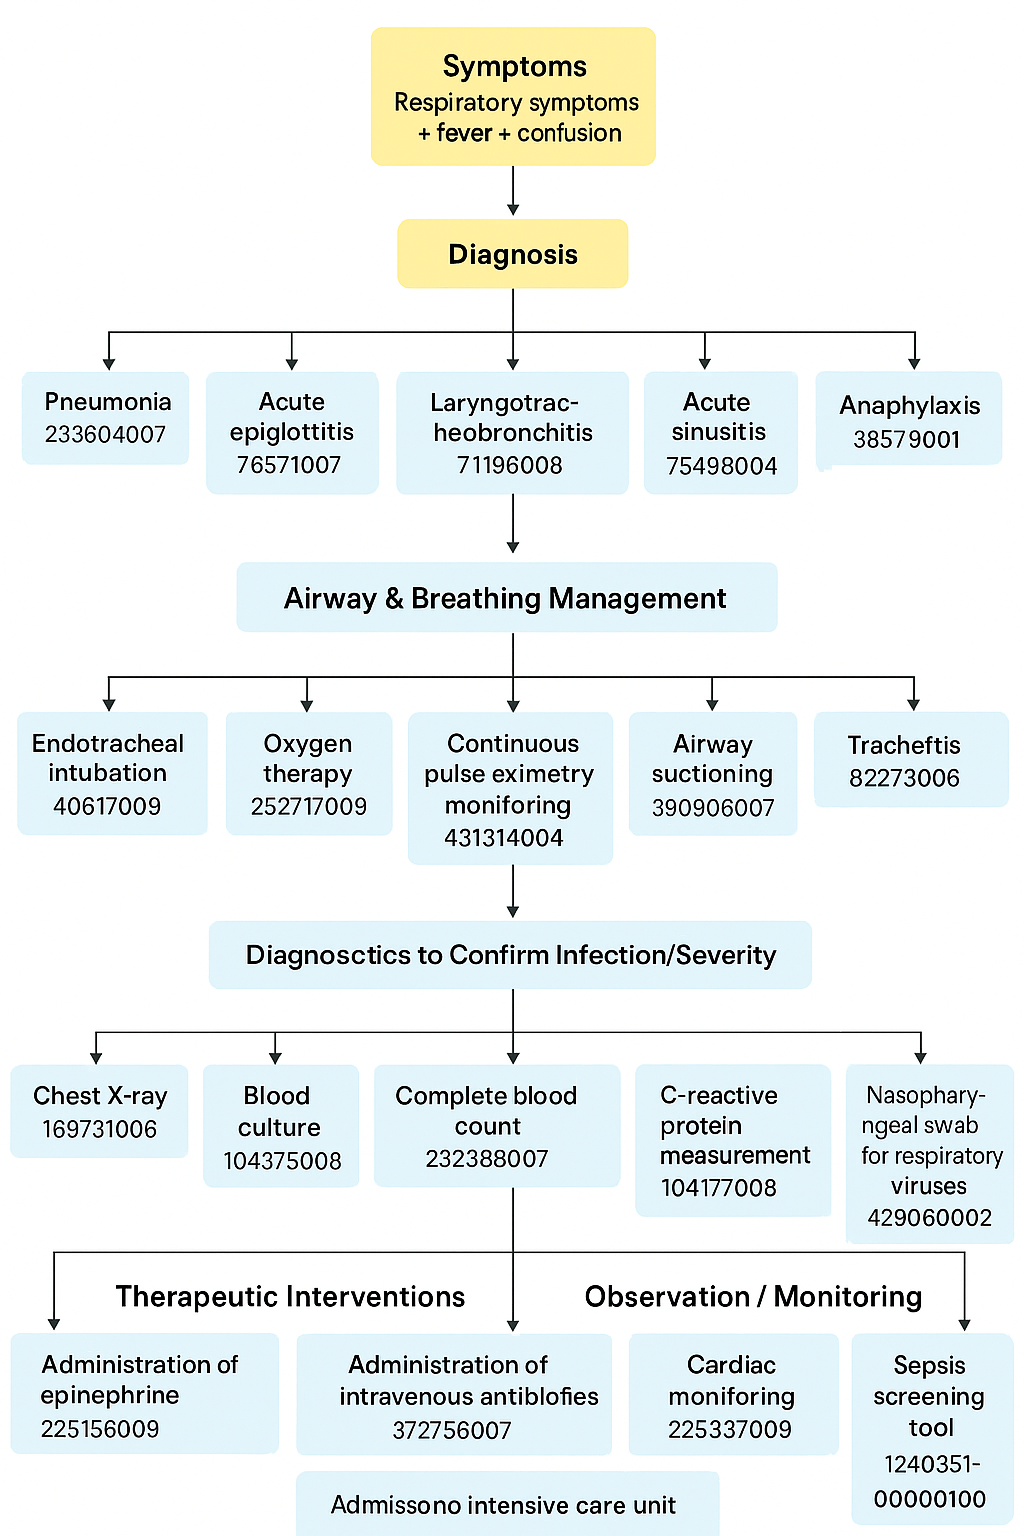 Symptoms
Respiratory symptoms
+ fever + confusion
Diagnosis
Pneumonia
233604007
Acute
epiglottitis
76571007
Laryngotrac-
heobronchitis
71196008
Acute
sinusitis
75498004
Anaphylaxis
38579001
Airway & Breathing Management
Endotracheal
intubation
40617009
Oxygen
therapy
252717009
Continuous
pulse eximetry
moniforing
431314004
Airway
suctioning
390906007
Tracheftis
82273006
Diagnosctics to Confirm Infection/Severity
Chest X-ray
169731006
Blood
culture
104375008
Complete blood
count
232388007
C-reactive
protein
measurement
104177008
Nasophary-
ngeal swab
for respiratory
viruses
429060002
Therapeutic Interventions
Observation / Monitoring
Administration of
epinephrine
225156009
Administration of
intravenous antiblofies
372756007
Cardiac
moniforing
225337009
Sepsis
screening
tool
1240351-
00000100
Admissono intensive care unit